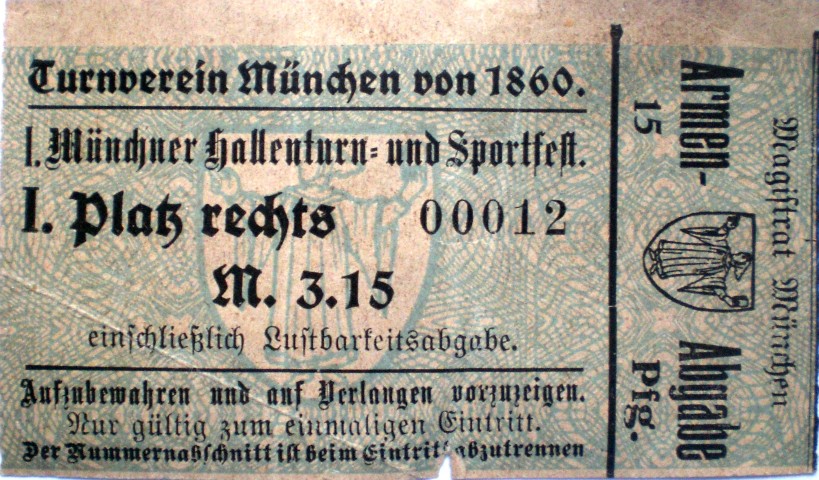 Turnverein München von 1860.
I. Münchner Hallenturn- und Sportfest.
I. Platz rechts 00012
M. 3.15
einschließlich Lustbarkeitsabgabe.
Aufzubewahren und auf Verlangen vorzuzeigen.
Nur gültig zum einmaligen Eintritt.
Der Nummernabschnitt ist beim Eintritt abzutrennen
Magistrat München
Armen-Abgabe
15 Pfg.